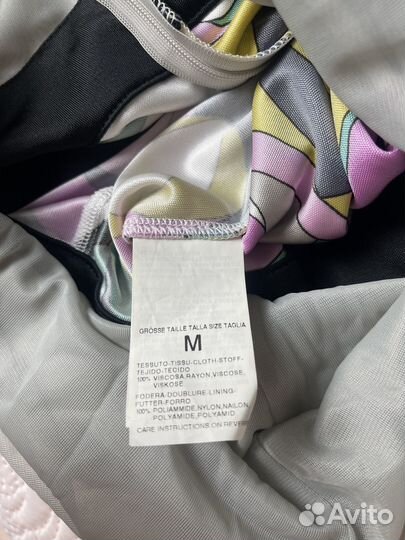 GRÖSSE TAILLE TALLA SIZE TAGLIA
M
TESSUTO-TISSU-CLOTH-STOFF-
TEJIDO-TECIDO
100% VISCOSA,RAYON,VISCOSE,
VISKOSE
FODERA-DOUBLURE-LINING-
FUTTER-FORRO
100% POLIAMMIDE,NYLON,NAILON,
POLYAMIDE,POLYAMID
CARE INSTRUCTIONS ON REVER
Avito